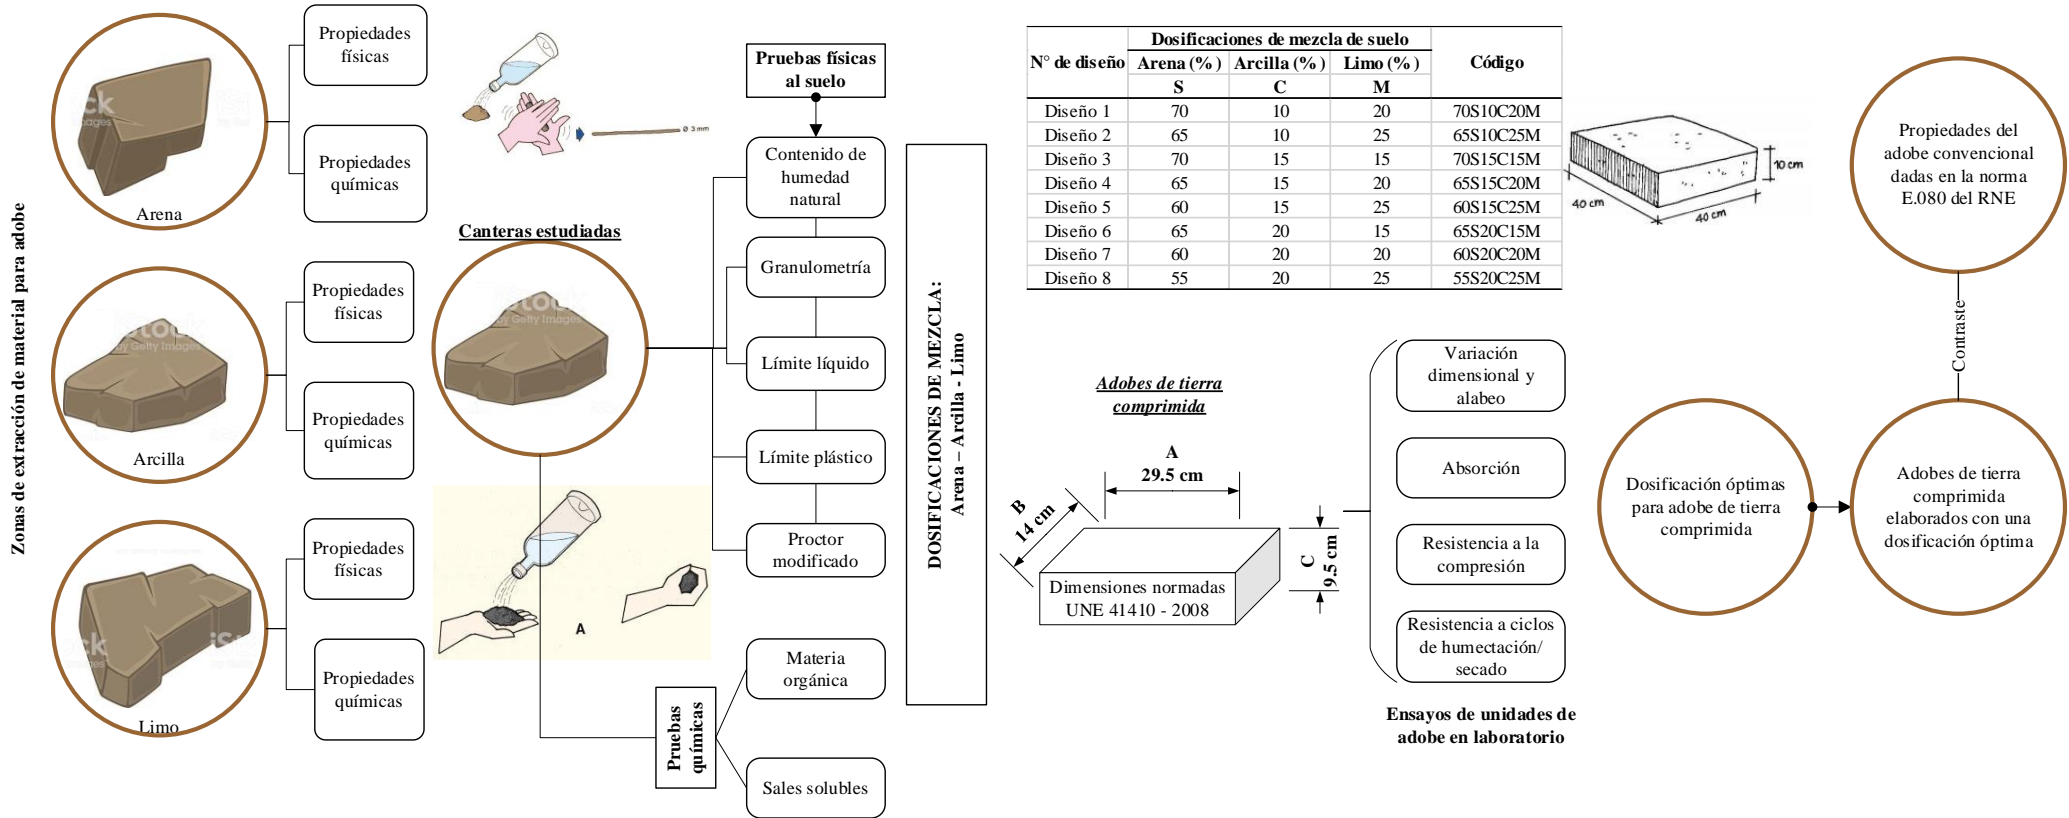 Zonas de extracción de material para adobe
Arena
Propiedades
físicas
Propiedades
químicas
Arcilla
Propiedades
físicas
Propiedades
químicas
Limo
Propiedades
físicas
Propiedades
químicas
Ø 3 mm
Canteras estudiadas
iStock
by Getty Images
A
Pruebas físicas
al suelo
Contenido de
humedad
natural
Granulometría
Límite líquido
Límite plástico
Proctor
modificado
Pruebas
químicas
Materia
orgánica
Sales solubles
DOSIFICACIONES DE MEZCLA:
Arena – Arcilla - Limo
N° de diseño Dosificaciones de mezcla de suelo Código
Arena (%) Arcilla (%) Limo (%)
S C M
Diseño 1 70 10 20 70S10C20M
Diseño 2 65 10 25 65S10C25M
Diseño 3 70 15 15 70S15C15M
Diseño 4 65 15 20 65S15C20M
Diseño 5 60 15 25 60S15C25M
Diseño 6 65 20 15 65S20C15M
Diseño 7 60 20 20 60S20C20M
Diseño 8 55 20 25 55S20C25M
10 cm
40 cm
40 cm
Adobes de tierra
comprimida
A
29.5 cm
B
14 cm
C
9.5 cm
Dimensiones normadas
UNE 41410 - 2008
Variación
dimensional y
alabeo
Absorción
Resistencia a la
compresión
Resistencia a ciclos
de humectación/
secado
Ensayos de unidades de
adobe en laboratorio
Dosificación óptimas
para adobe de tierra
comprimida
Adobes de tierra
comprimida
elaborados con una
dosificación óptima
Contraste
Propiedades del
adobe convencional
dadas en la norma
E.080 del RNE